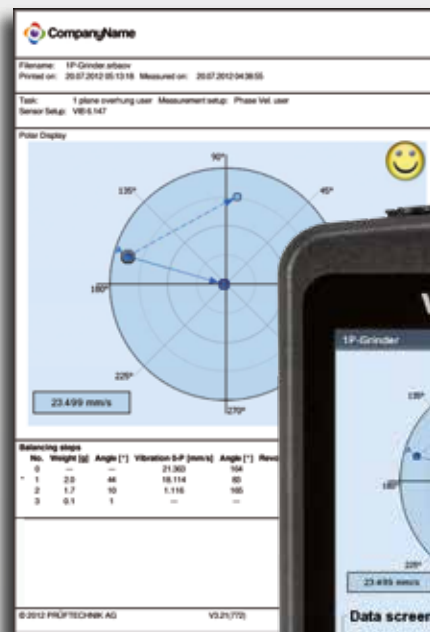 CompanyName
Filename: 1P-Grinder.arbaov
Printed on: 20.07.2012 05:13:18 Measured on: 20.07.2012 04:38:55
Task: 1 plane overhung user Measurement setup: Phase Vel. user
Sensor Setup: VIB 6.147
Polar Display
90°
135°
45°
180°
225°
270°
23.499 mm/s
Balancing steps
No. Weight [g] Angle [°] Vibration 0-P [mm/s] Angle [°]
0 --- --- 21.360 164
* 1 2.0 44 18.114 80
2 1.7 10 1.116 165
3 0.1 1 --- ---
© 2012 PRÜFTECHNIK AG V3.21(772)
V
1P-Grinder
135°
180°
225°
23.499 mm/s
Data screen